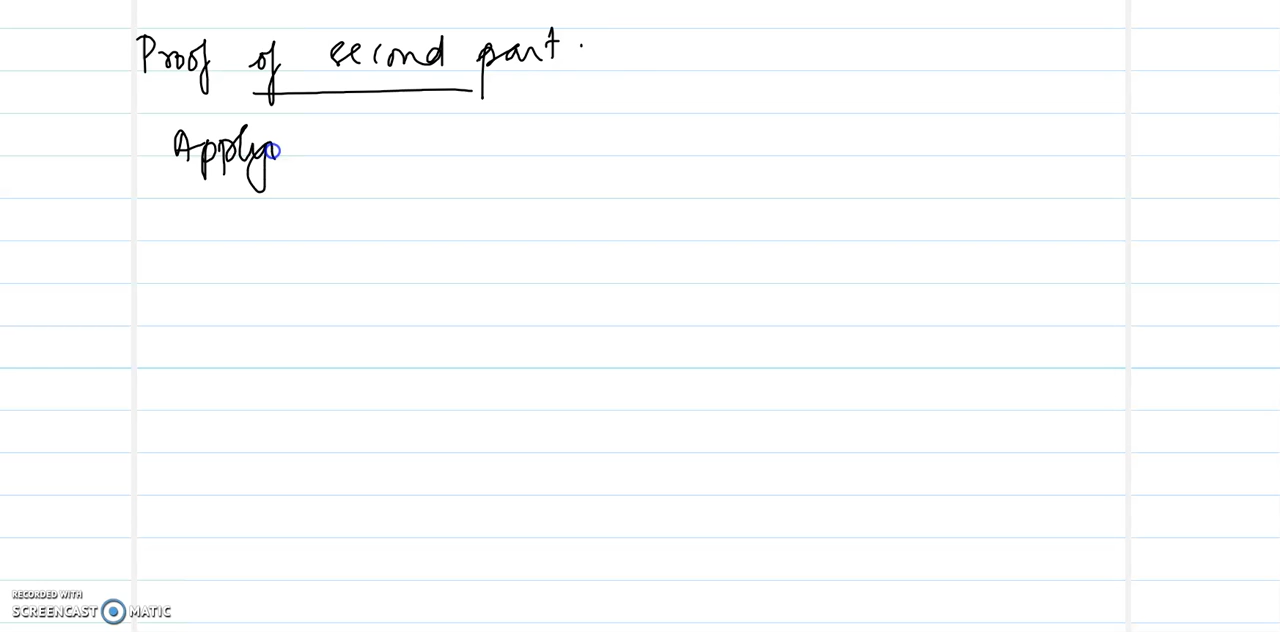 Proof of second part.
Apply
RECORDED WITH
SCREENCAST MATIC